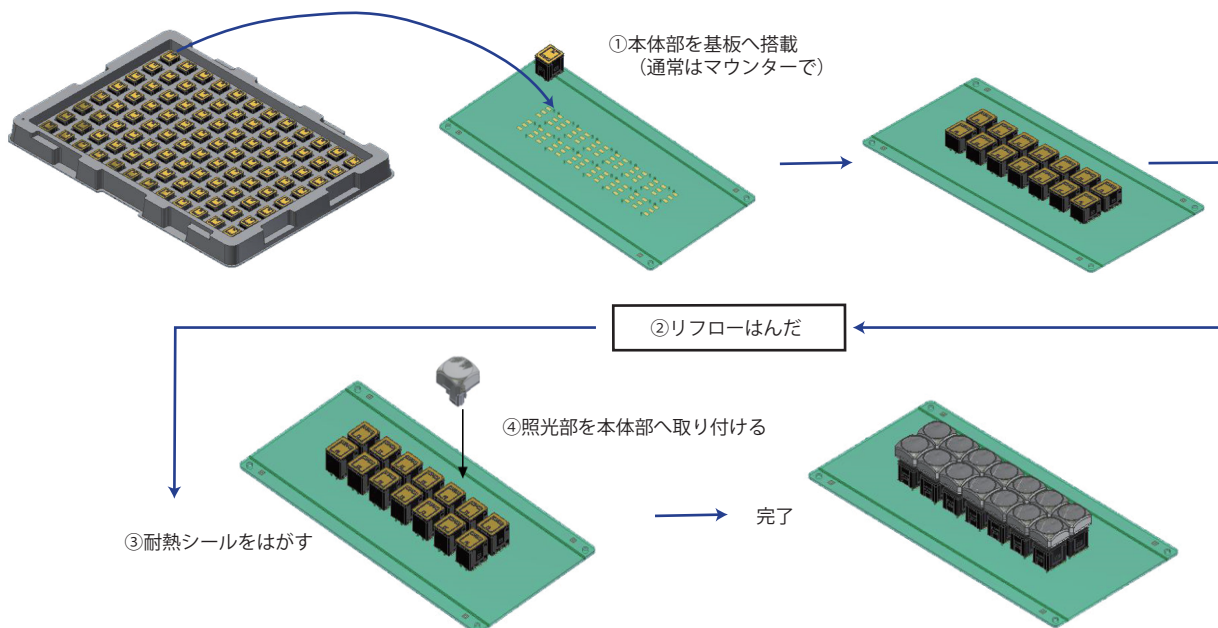 ①本体部を基板へ搭載
（通常はマウンターで）
②リフローはんだ
③耐熱シールをはがす
④照光部を本体部へ取り付ける
完了